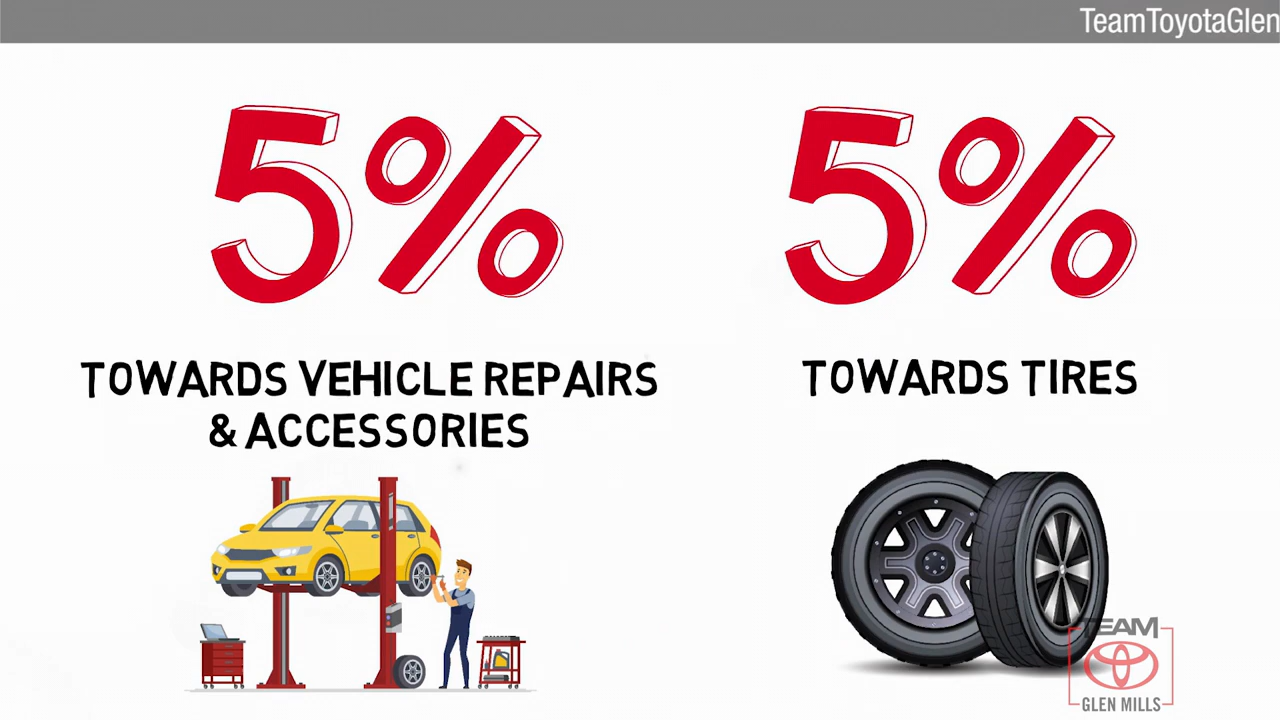 TeamToyotaGlen
5% 5%
TOWARDS VEHICLE REPAIRS
& ACCESSORIES
TOWARDS TIRES
TEAM
GLEN MILLS